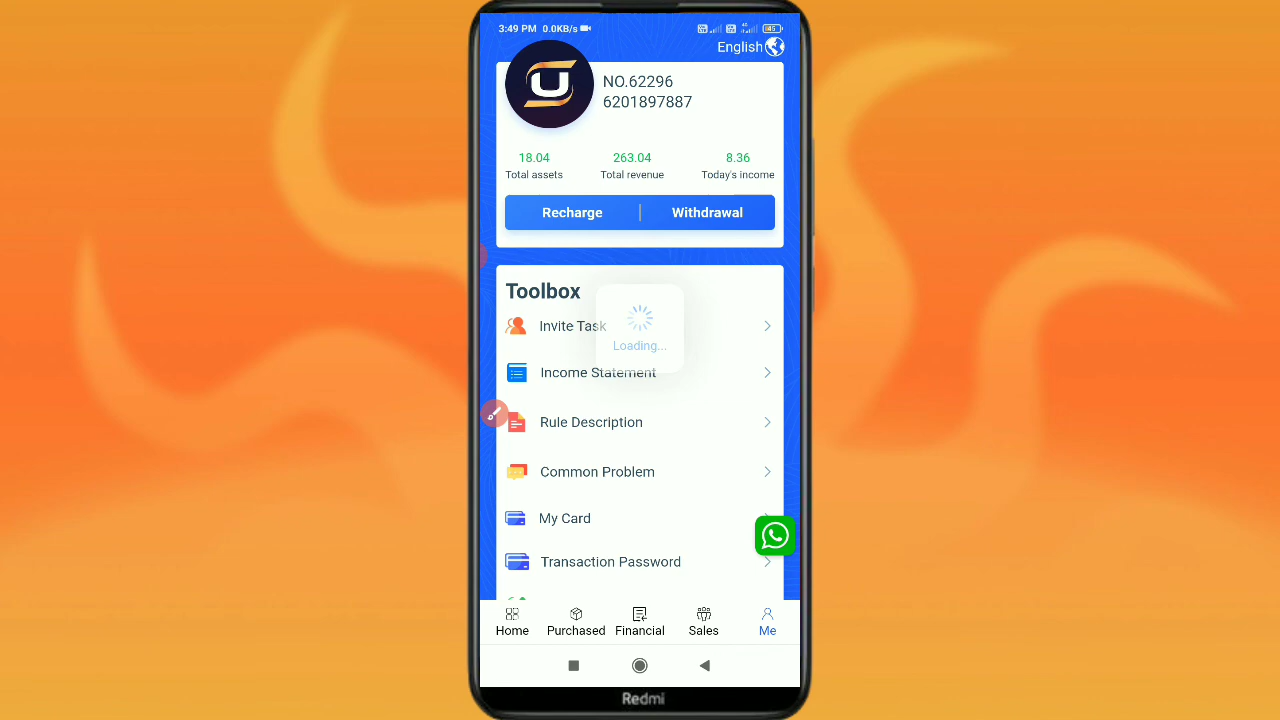 3:49 PM 0.0KB/s
English
NO.62296
6201897887
18.04 263.04 8.36
Total assets Total revenue Today's income
Recharge Withdrawal
Toolbox
Invite Task
Loading...
Income Statement
Rule Description
Common Problem
My Card
Transaction Password
Home Purchased Financial Sales Me
Redmi